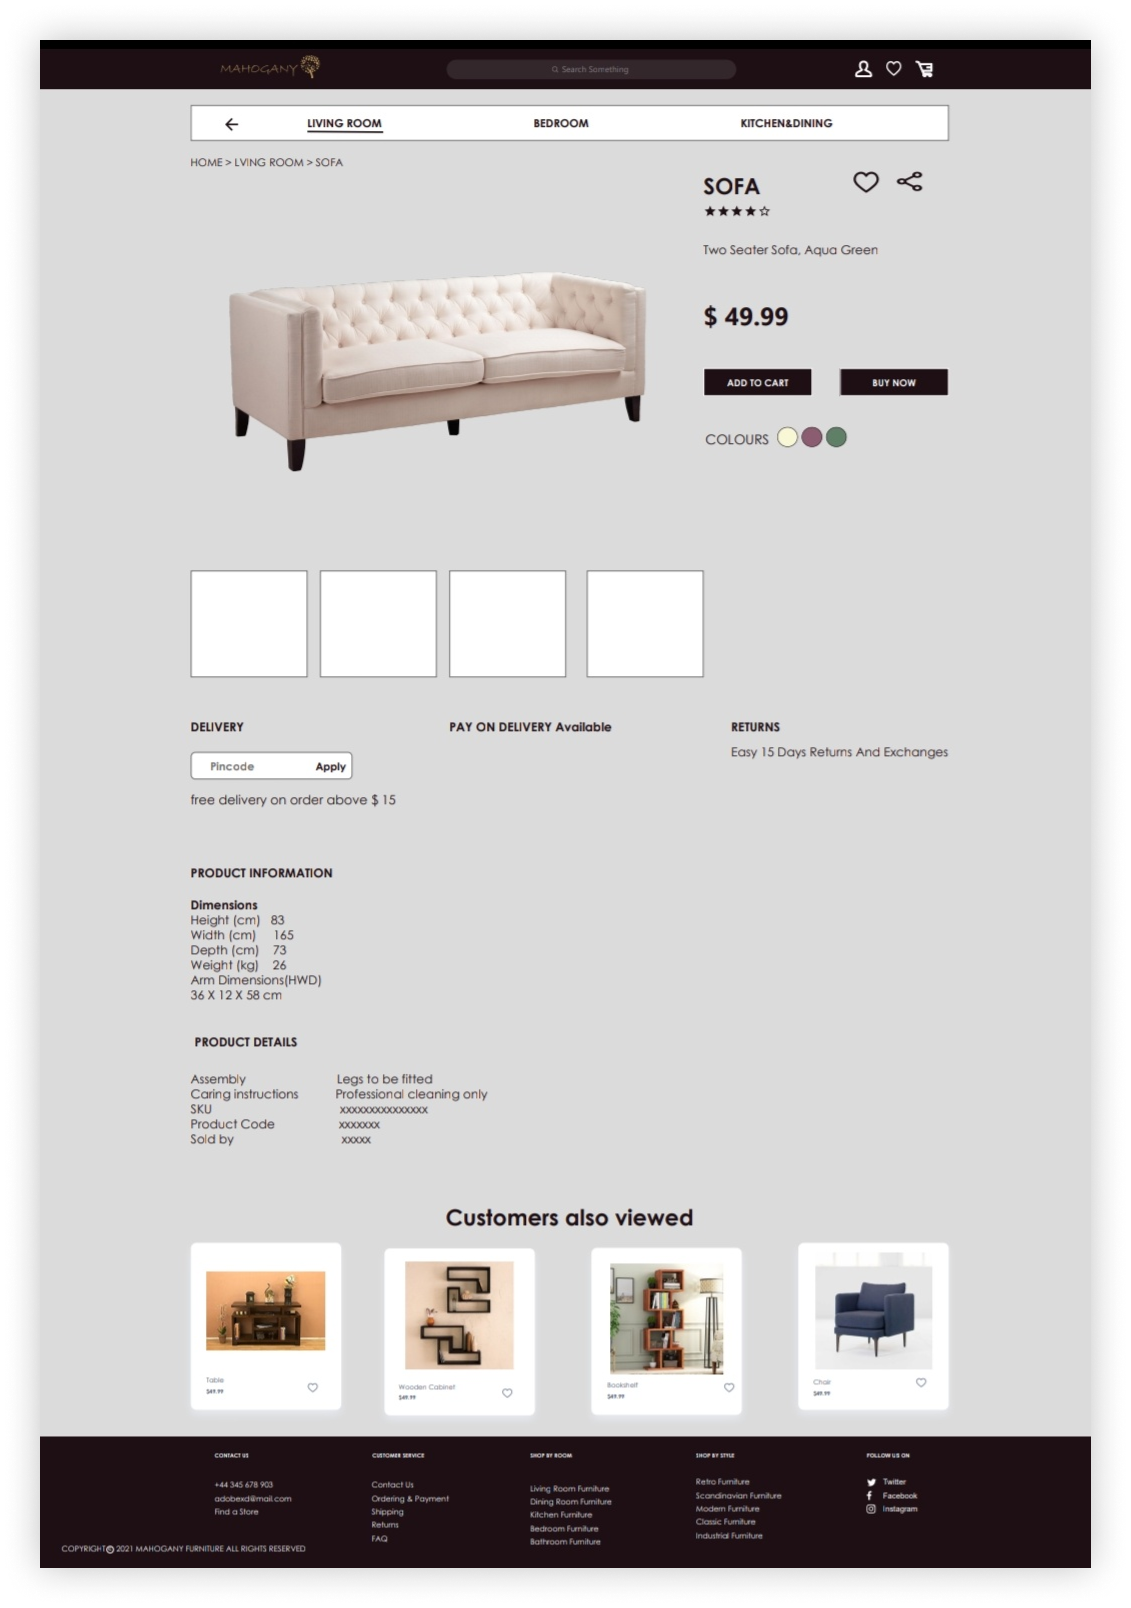 MAHOGANY
Search Something
LIVING ROOM BEDROOM KITCHEN&DINING
HOME > LVING ROOM > SOFA
SOFA
Two Seater Sofa, Aqua Green
$ 49.99
ADD TO CART BUY NOW
COLOURS
DELIVERY PAY ON DELIVERY Available RETURNS
Easy 15 Days Returns And Exchanges
Pincode Apply
free delivery on order above $ 15
PRODUCT INFORMATION
Dimensions
Height (cm) 83
Width (cm) 165
Depth (cm) 73
Weight (kg) 26
Arm Dimensions(HWD)
36 X 12 X 58 cm
PRODUCT DETAILS
Assembly Legs to be fitted
Caring instructions Professional cleaning only
SKU xxxxxxxxxxxxxxx
Product Code xxxxxxx
Sold by xxxxx
Customers also viewed
Table
$49.99
Wooden Cabinet
$49.99
Bookshelf
$49.99
Chair
$49.99
CONTACT US
+44 345 678 903
adobexd@mail.com
Find a Store
CUSTOMER SERVICE
Contact Us
Ordering & Payment
Shipping
Returns
FAQ
SHOP BY ROOM
Living Room Furniture
Dining Room Furniture
Kitchen Furniture
Bedroom Furniture
Bathroom Furniture
SHOP BY STYLE
Retro Furniture
Scandinavian Furniture
Modern Furniture
Classic Furniture
Industrial Furniture
FOLLOW US ON
Twitter
Facebook
Instagram
COPYRIGHT© 2021 MAHOGANY FURNITURE ALL RIGHTS RESERVED